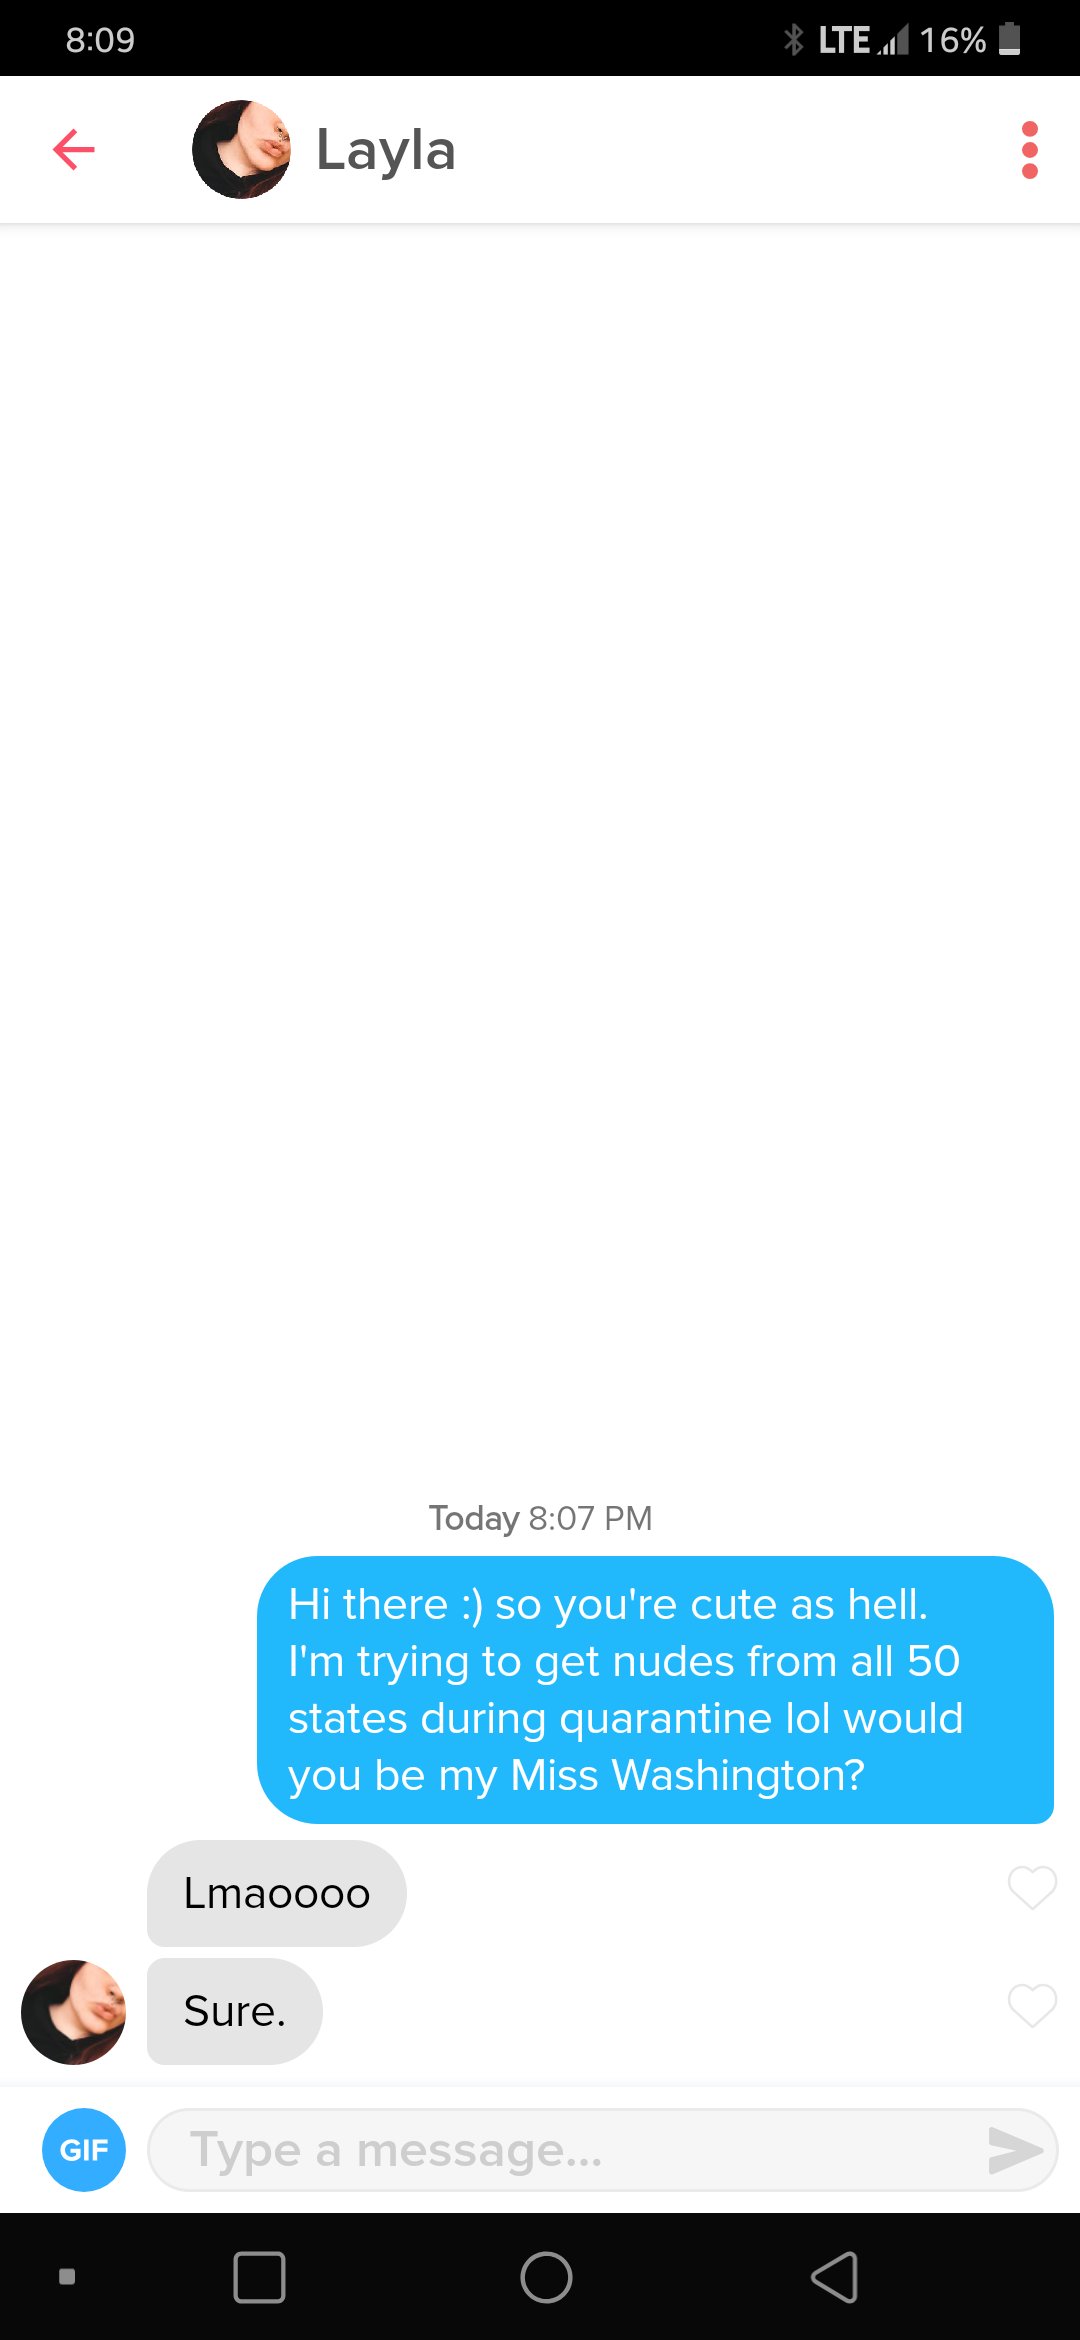 8:09
LTE 16%
Layla
Today 8:07 PM
Hi there :) so you're cute as hell.
I'm trying to get nudes from all 50
states during quarantine lol would
you be my Miss Washington?
Lmaoooo
Sure.
GIF
Type a message...